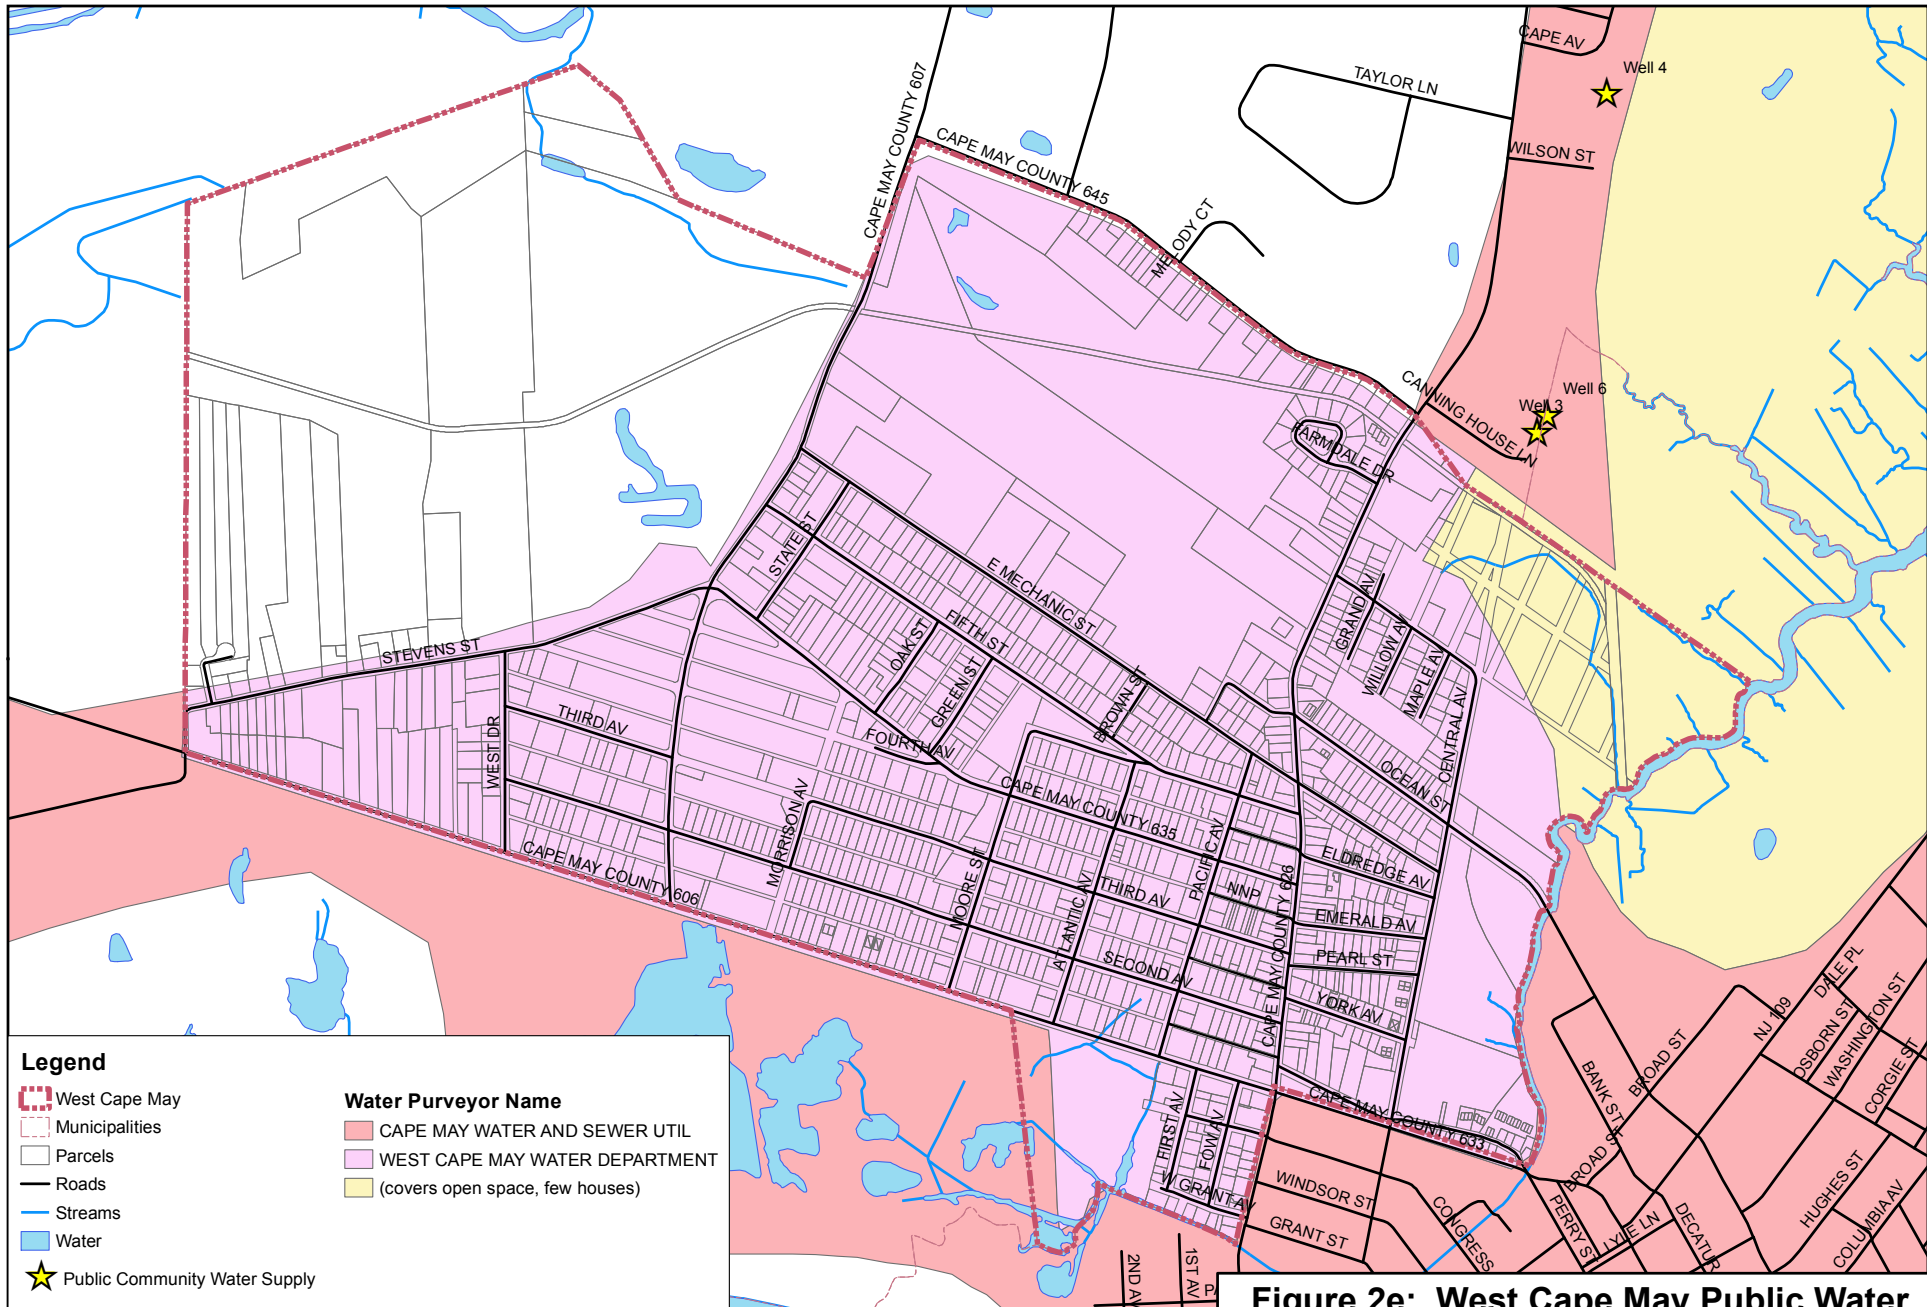 CAPE AV
Well 4
TAYLOR LN
WILSON ST
CAPE MAY COUNTY 607
CAPE MAY COUNTY 645
MELODY CT
CANNING HOUSE LN
Well 6
Well 3
FARMDALE DR
STATE ST
E MECHANIC ST
FIFTH ST
OAK ST
GREEN ST
BROWN ST
GRAND AV
WILLOW AV
MAPLE AV
CENTRAL AV
OCEAN ST
STEVENS ST
WEST DR
THIRD AV
FOURTH AV
CAPE MAY COUNTY 635
MORRISON AV
MOORE ST
ATLANTIC AV
PACIFIC AV
THIRD AV
NNP
CAPE MAY COUNTY 626
ELDREDGE AV
EMERALD AV
PEARL ST
YORK AV
SECOND AV
CAPE MAY COUNTY 606
CAPE MAY COUNTY 633
FIRST AV
FOW AV
W GRANT AV
WINDSOR ST
GRANT ST
CONGRESS
2ND AV
1ST AV
BANK ST
BROAD ST
BROAD ST
PERRY ST
LYLE LN
DECATUR
NJ 109
DALE PL
OSBORN ST
WASHINGTON ST
CORGIE ST
HUGHES ST
COLUMBIA AV
Legend
West Cape May
Municipalities
Parcels
Roads
Streams
Water
Public Community Water Supply
Water Purveyor Name
CAPE MAY WATER AND SEWER UTIL
WEST CAPE MAY WATER DEPARTMENT
(covers open space, few houses)
Figure 2e: West Cape May Public Water